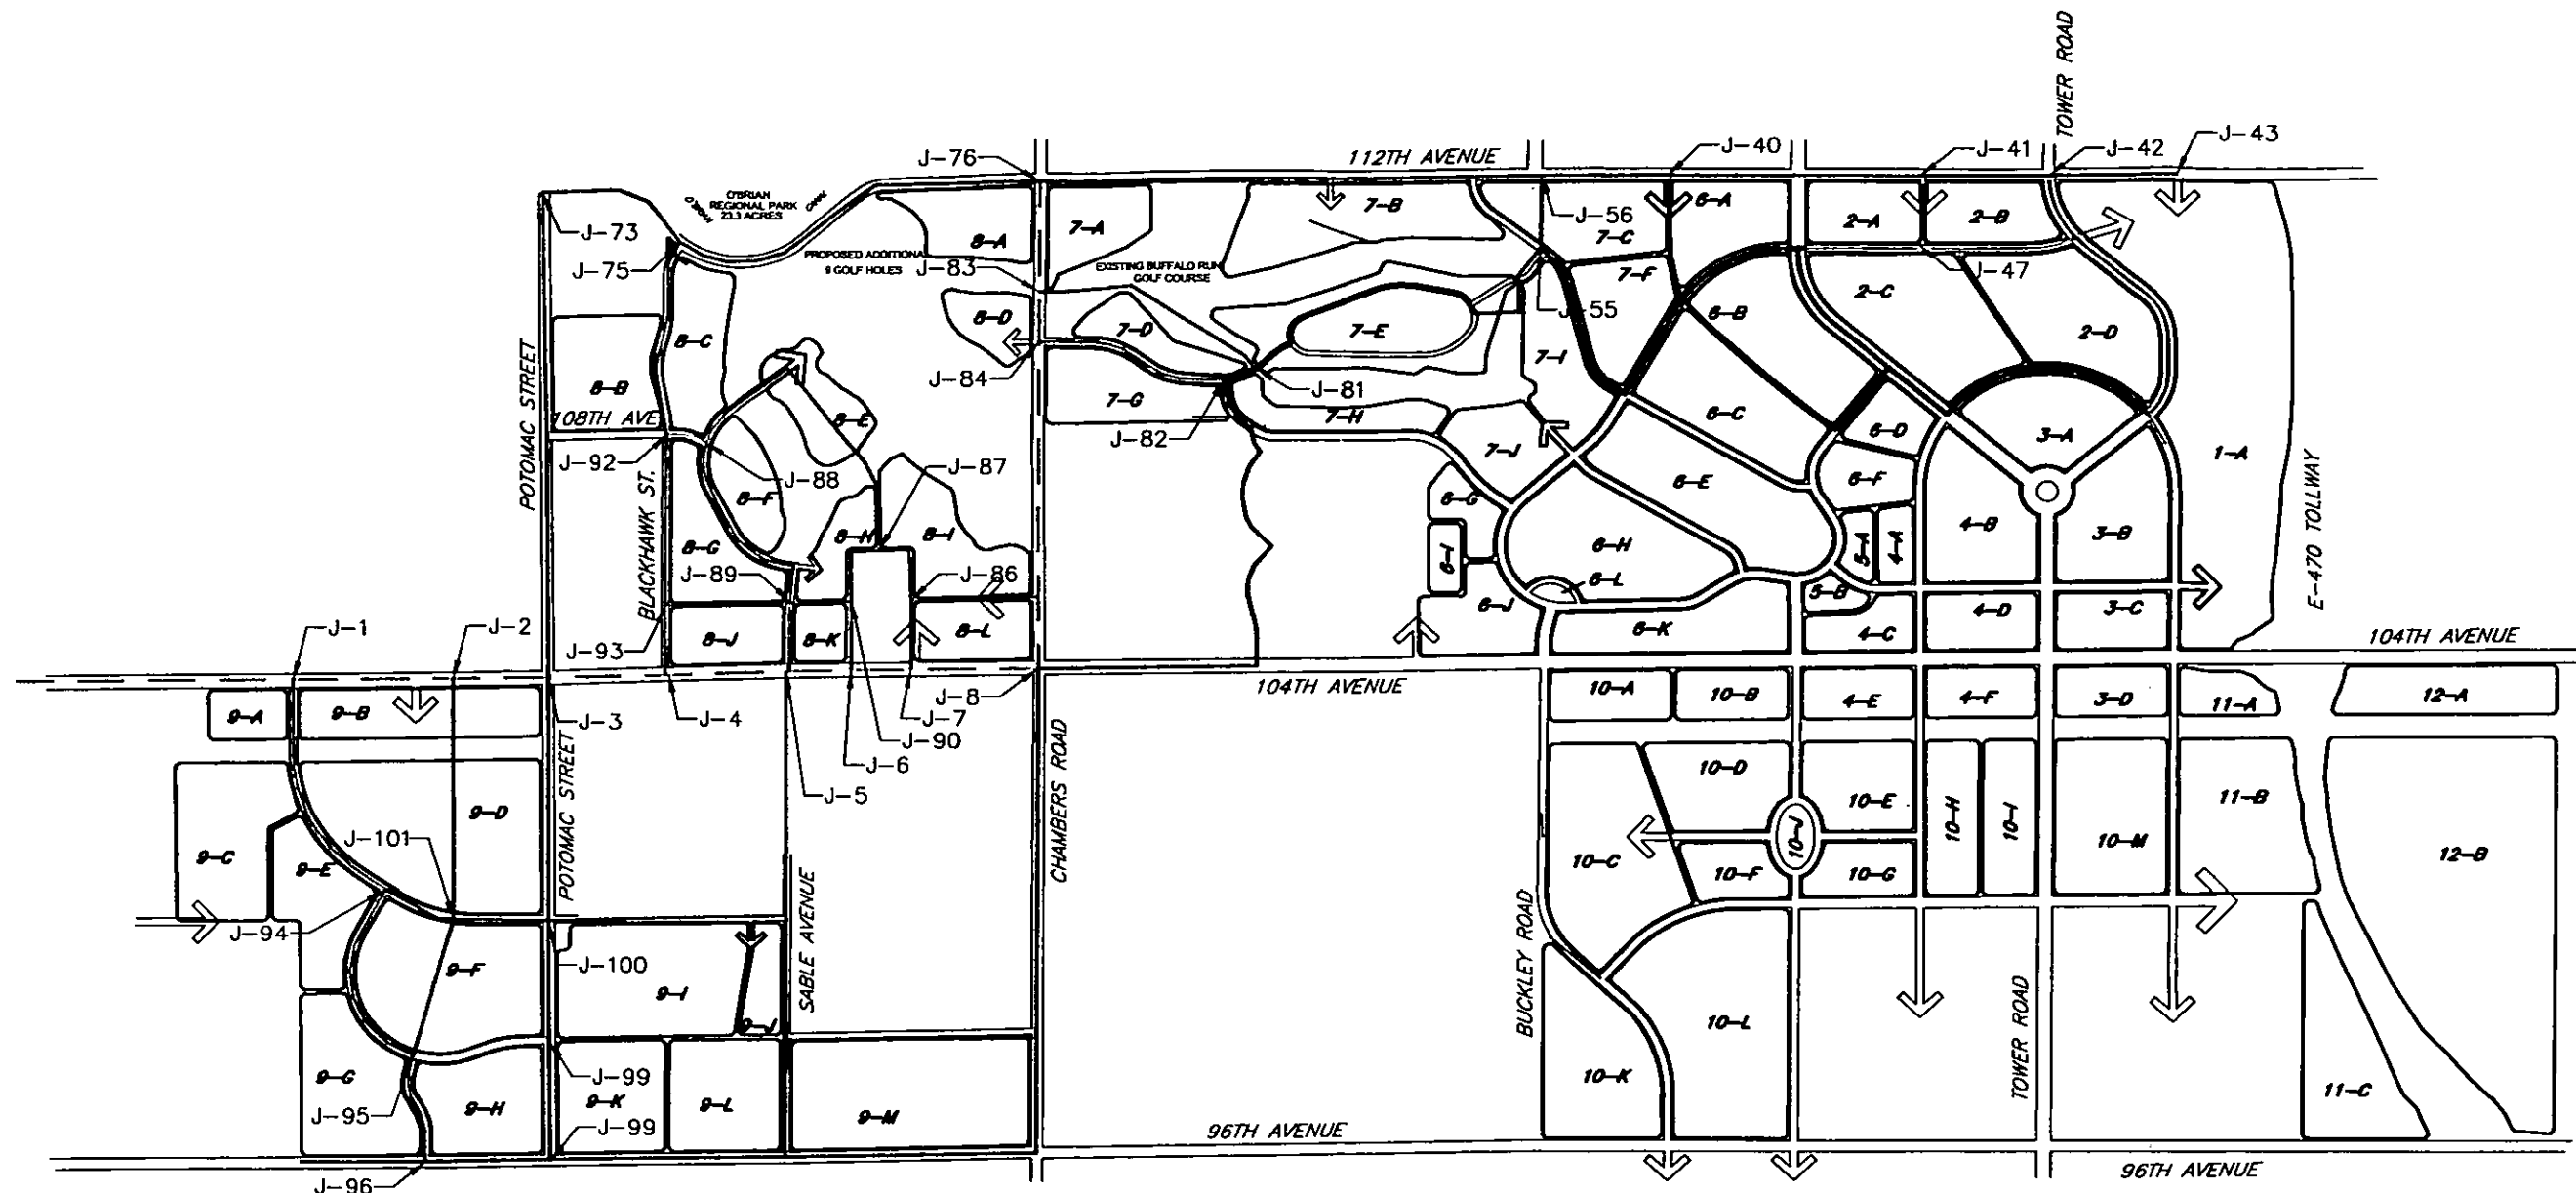 TOWER ROAD
J-76
112TH AVENUE
J-40
J-41
J-42
J-43
O'BRIAN
REGIONAL PARK
23.3 ACRES
O'BRIAN
CANAL
J-73
J-75
8-A
7-A
7-B
J-56
7-C
6-A
2-A
2-B
PROPOSED ADDITIONAL
9 GOLF HOLES
J-83
EXISTING BUFFALO RUN
GOLF COURSE
7-F
J-47
J-55
8-D
7-D
7-E
6-B
2-C
2-D
8-C
J-84
7-I
J-81
POTOMAC STREET
8-B
108TH AVE
8-E
7-G
7-H
J-82
6-C
6-D
3-A
1-A
J-92
J-87
7-J
J-88
BLACKHAWK ST.
8-F
6-G
6-E
6-F
E-470 TOLLWAY
8-G
8-H
8-I
6-I
6-H
5-A
4-A
4-B
3-B
J-89
J-86
6-L
6-J
5-B
4-D
3-C
J-1
J-2
J-93
8-J
8-K
8-L
6-K
4-C
104TH AVENUE
104TH AVENUE
9-A
9-B
J-3
J-4
J-8
J-7
J-90
J-6
J-5
10-A
10-B
4-E
4-F
3-D
11-A
12-A
POTOMAC STREET
CHAMBERS ROAD
9-D
J-101
10-D
10-E
10-H
10-I
11-B
9-C
9-E
10-C
10-J
10-F
10-G
10-M
12-B
J-94
SABLE AVENUE
BUCKLEY ROAD
9-F
J-100
9-I
9-J
10-L
TOWER ROAD
9-G
J-99
10-K
J-95
9-H
9-K
9-L
9-M
11-C
J-99
96TH AVENUE
96TH AVENUE
J-96